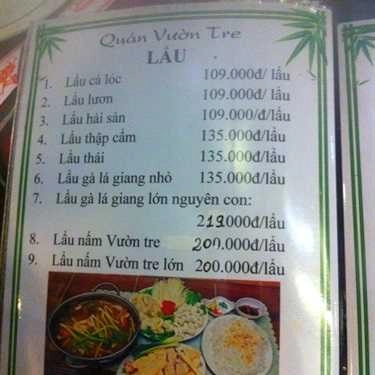 Quán Vườn Tre
LẨU
1. Lẩu cá lóc 109.000đ/ lẩu
2. Lẩu lươn 109.000đ/lẩu
3. Lẩu hải sản 109.000/đ/lẩu
4. Lẩu thập cẩm 135.000đ/lẩu
5. Lẩu thái 135.000đ/lẩu
6. Lẩu gà lá giang nhỏ 135.000đ/lẩu
7. Lẩu gà lá giang lớn nguyên con:
219.000đ/lẩu
8. Lẩu nấm Vườn tre 200.000đ/lẩu
9. Lẩu nấm Vườn tre lớn 200.000đ/lẩu